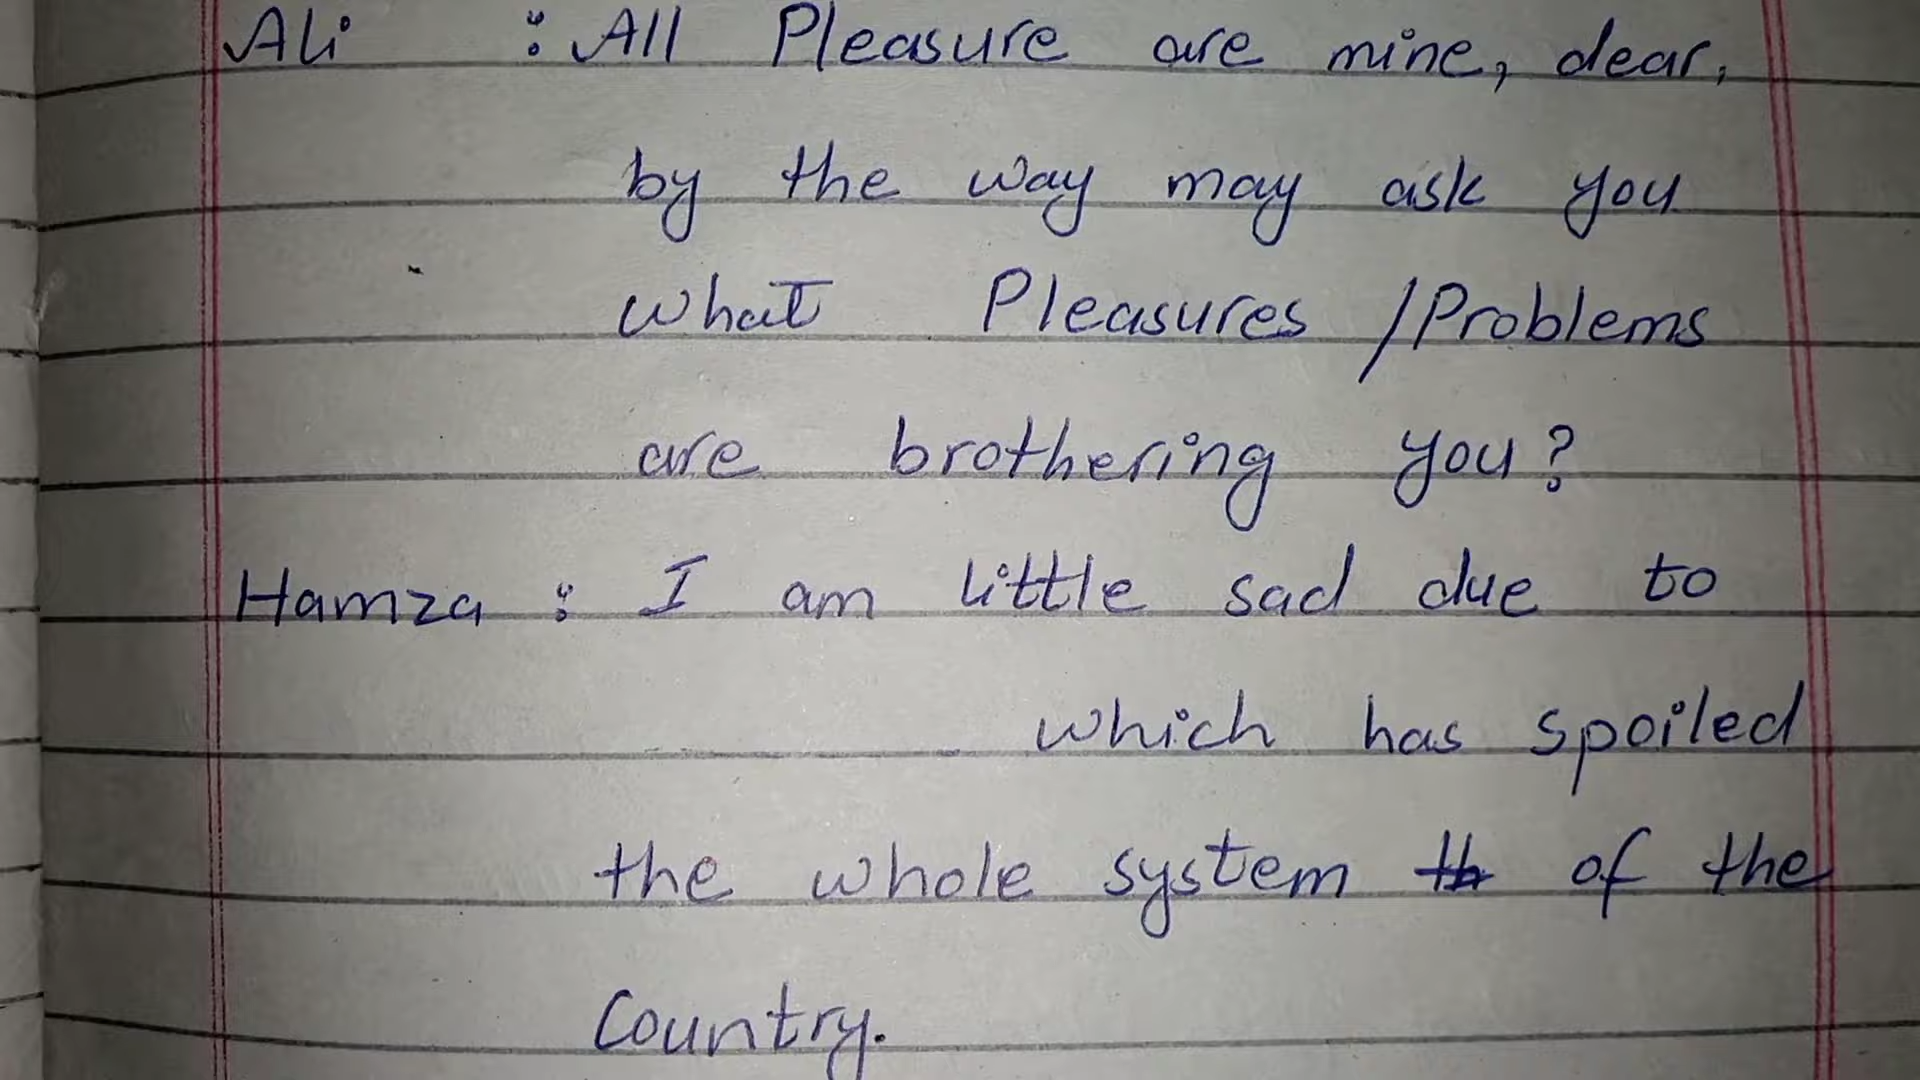 Ali : All Pleasure are mine, dear,
by the way may ask you
what Pleasures / Problems
are brothering you?
Hamza : I am little sad due to
__________ which has spoiled
the whole system th of the
Country.